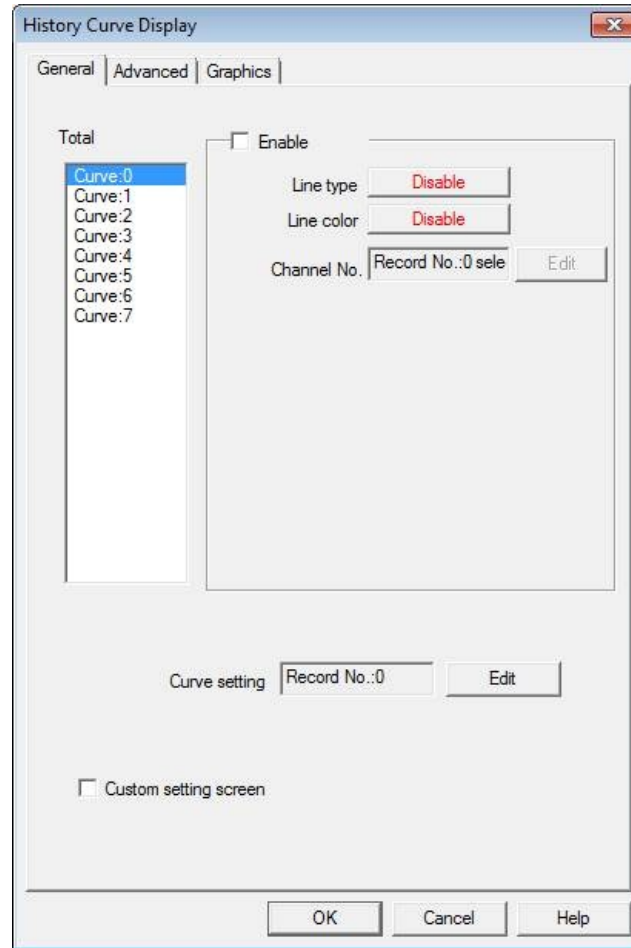 History Curve Display
General Advanced Graphics
Total
Enable
Curve:0
Curve:1
Curve:2
Curve:3
Curve:4
Curve:5
Curve:6
Curve:7
Line type Disable
Line color Disable
Channel No. Record No.:0 sele Edit
Curve setting Record No.:0 Edit
Custom setting screen
OK Cancel Help